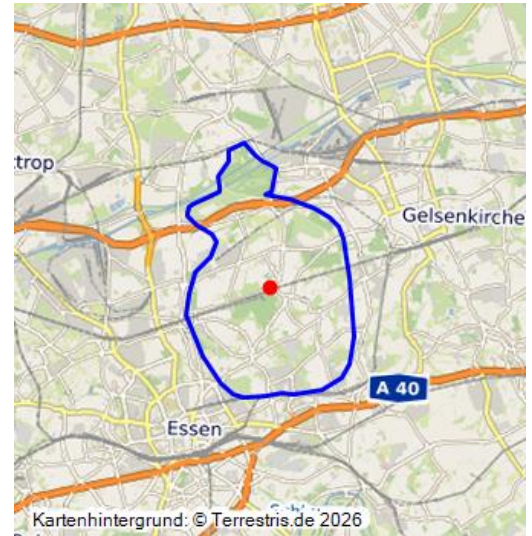 ttrop
Gelsenkirche
A 40
Essen
Kartenhintergrund: © Terrestris.de 2026